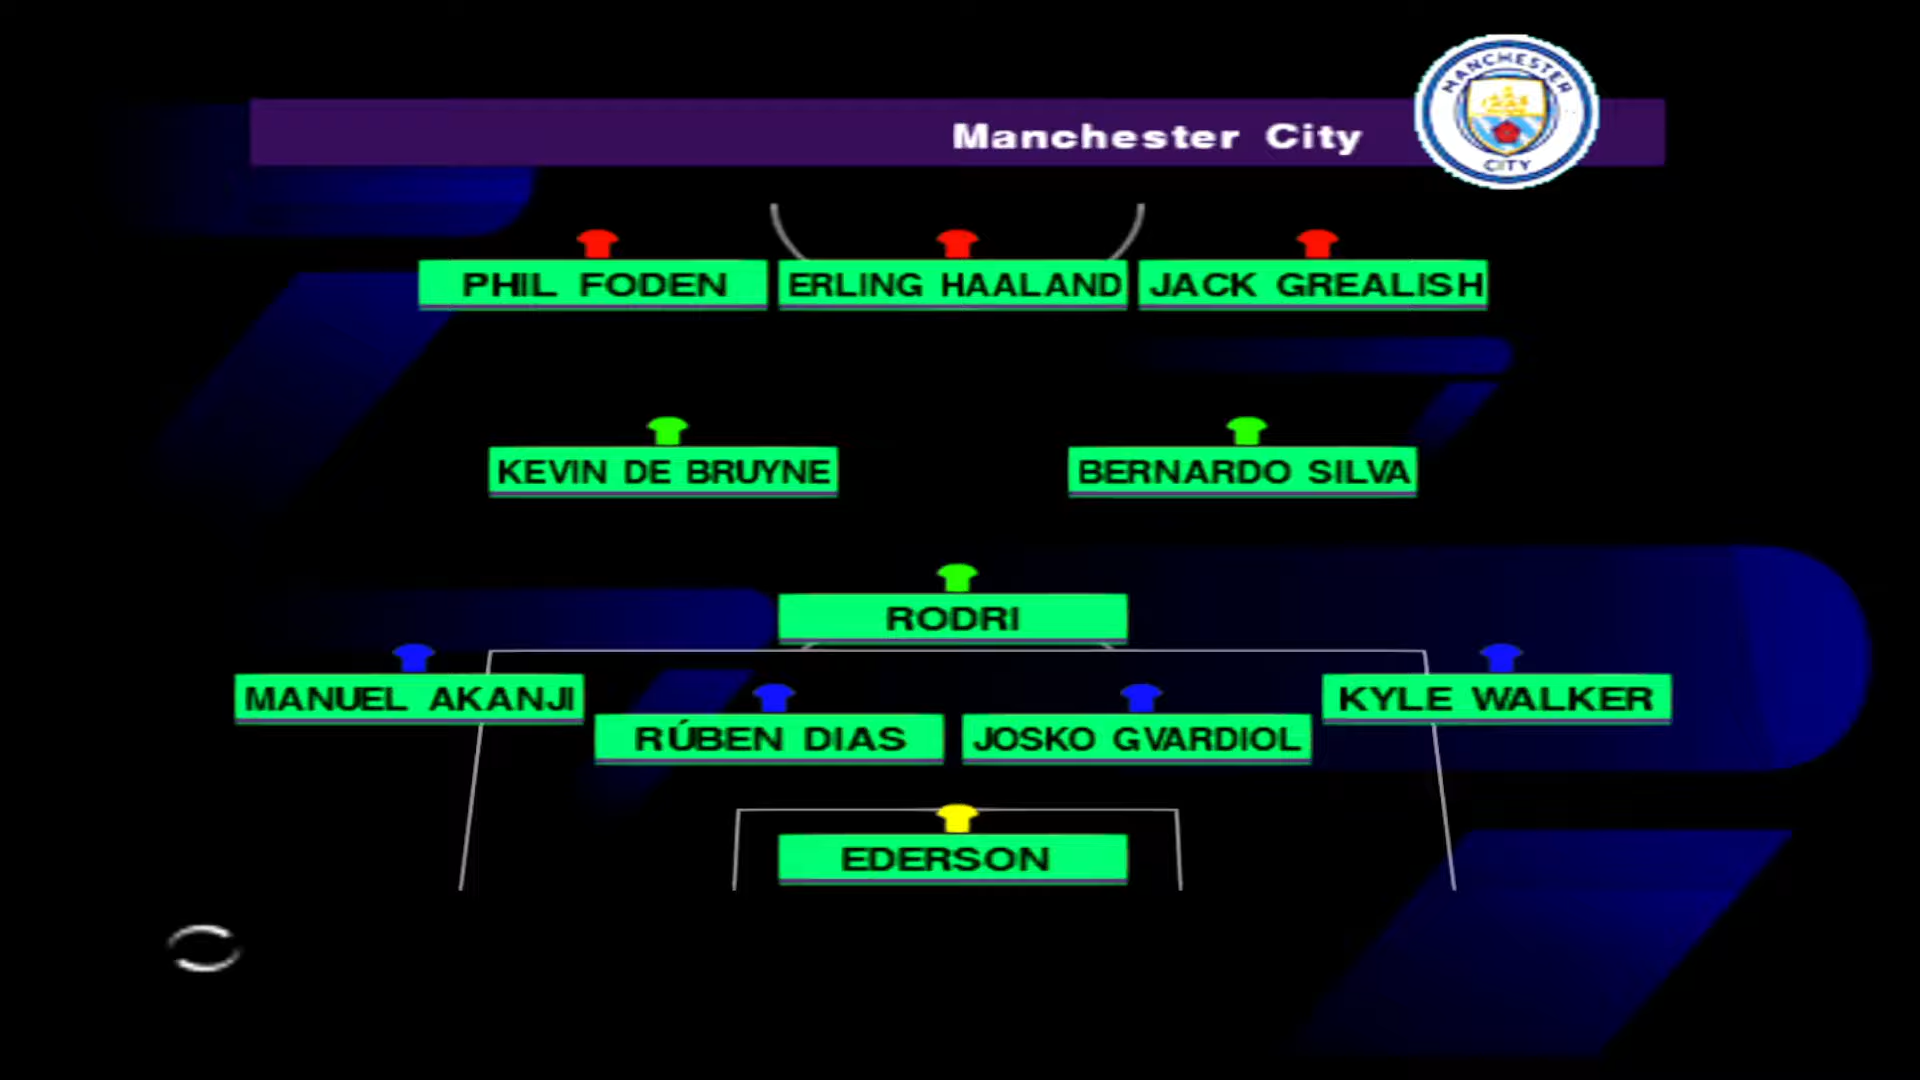 Manchester City
MANCHESTER
CITY
PHIL FODEN
ERLING HAALAND
JACK GREALISH
KEVIN DE BRUYNE
BERNARDO SILVA
RODRI
MANUEL AKANJI
KYLE WALKER
RÚBEN DIAS
JOSKO GVARDIOL
EDERSON